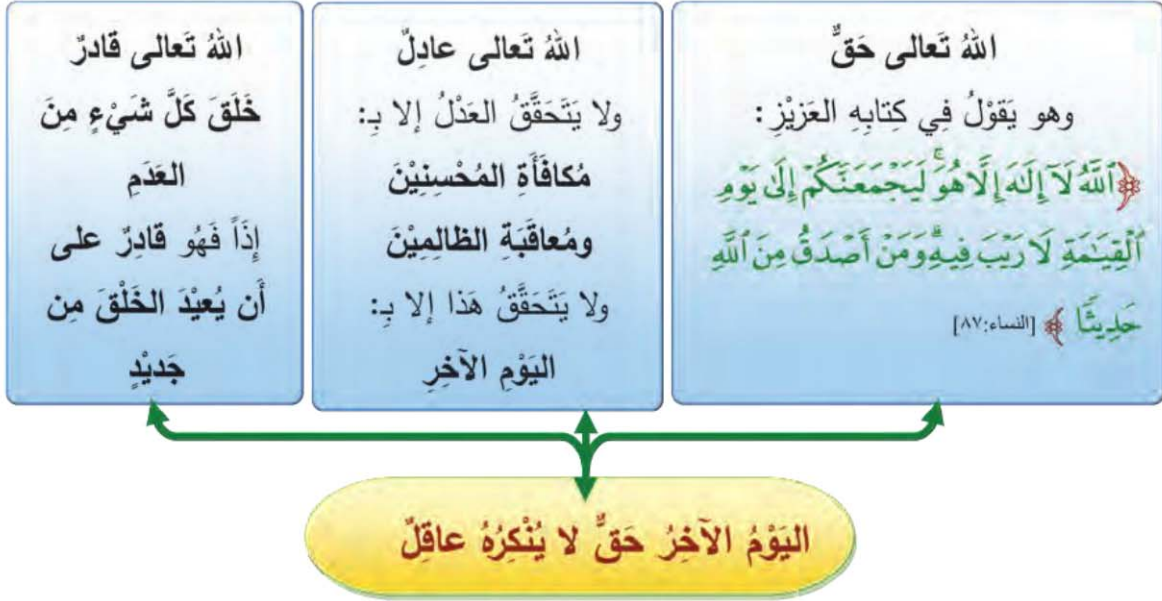 اللهُ تَعالى حَقٌّ
وهو يَقوْلُ فِي كِتابِهِ العَزيْزِ:
﴿ٱللَّهُ لَآ إِلَٰهَ إِلَّا هُوَۚ لَيَجۡمَعَنَّكُمۡ إِلَىٰ يَوۡمِ
ٱلۡقِيَٰمَةِ لَا رَيۡبَ فِيهِۗ وَمَنۡ أَصۡدَقُ مِنَ ٱللَّهِ
حَدِيثٗا﴾ [النساء:٨٧]
اللهُ تَعالى عادِلٌ
ولا يَتَحَقَّقُ العَدْلُ إلا بِـ:
مُكافَأَةِ المُحْسِنِيْنَ
ومُعاقَبَةِ الظالِمِيْنَ
ولا يَتَحَقَّقُ هَذا إلا بِـ:
اليَوْمِ الآخِرِ
اللهُ تَعالى قادرٌ
خَلَقَ كَلَّ شَيْءٍ مِنَ
العَدَمِ
إِذَاً فَهُو قادِرٌ على
أَن يُعيْدَ الخَلْقَ مِن
جَديْدٍ
اليَوْمُ الآخِرُ حَقٌّ لا يُنْكِرُهُ عاقِلٌ